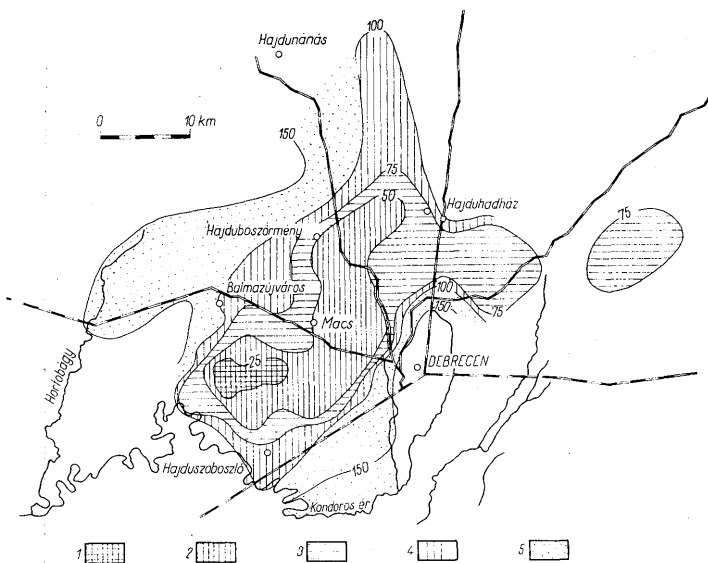 100
Hajdunánás
0 10 km
150
75
50
Hajduhadház
75
Hajduböszörmény
Balmazújváros
100
150
75
Macs
25
DEBRECEN
Hortobágy
Hajduszoboszló
150
Kondoros ér
1 2 3 4 5